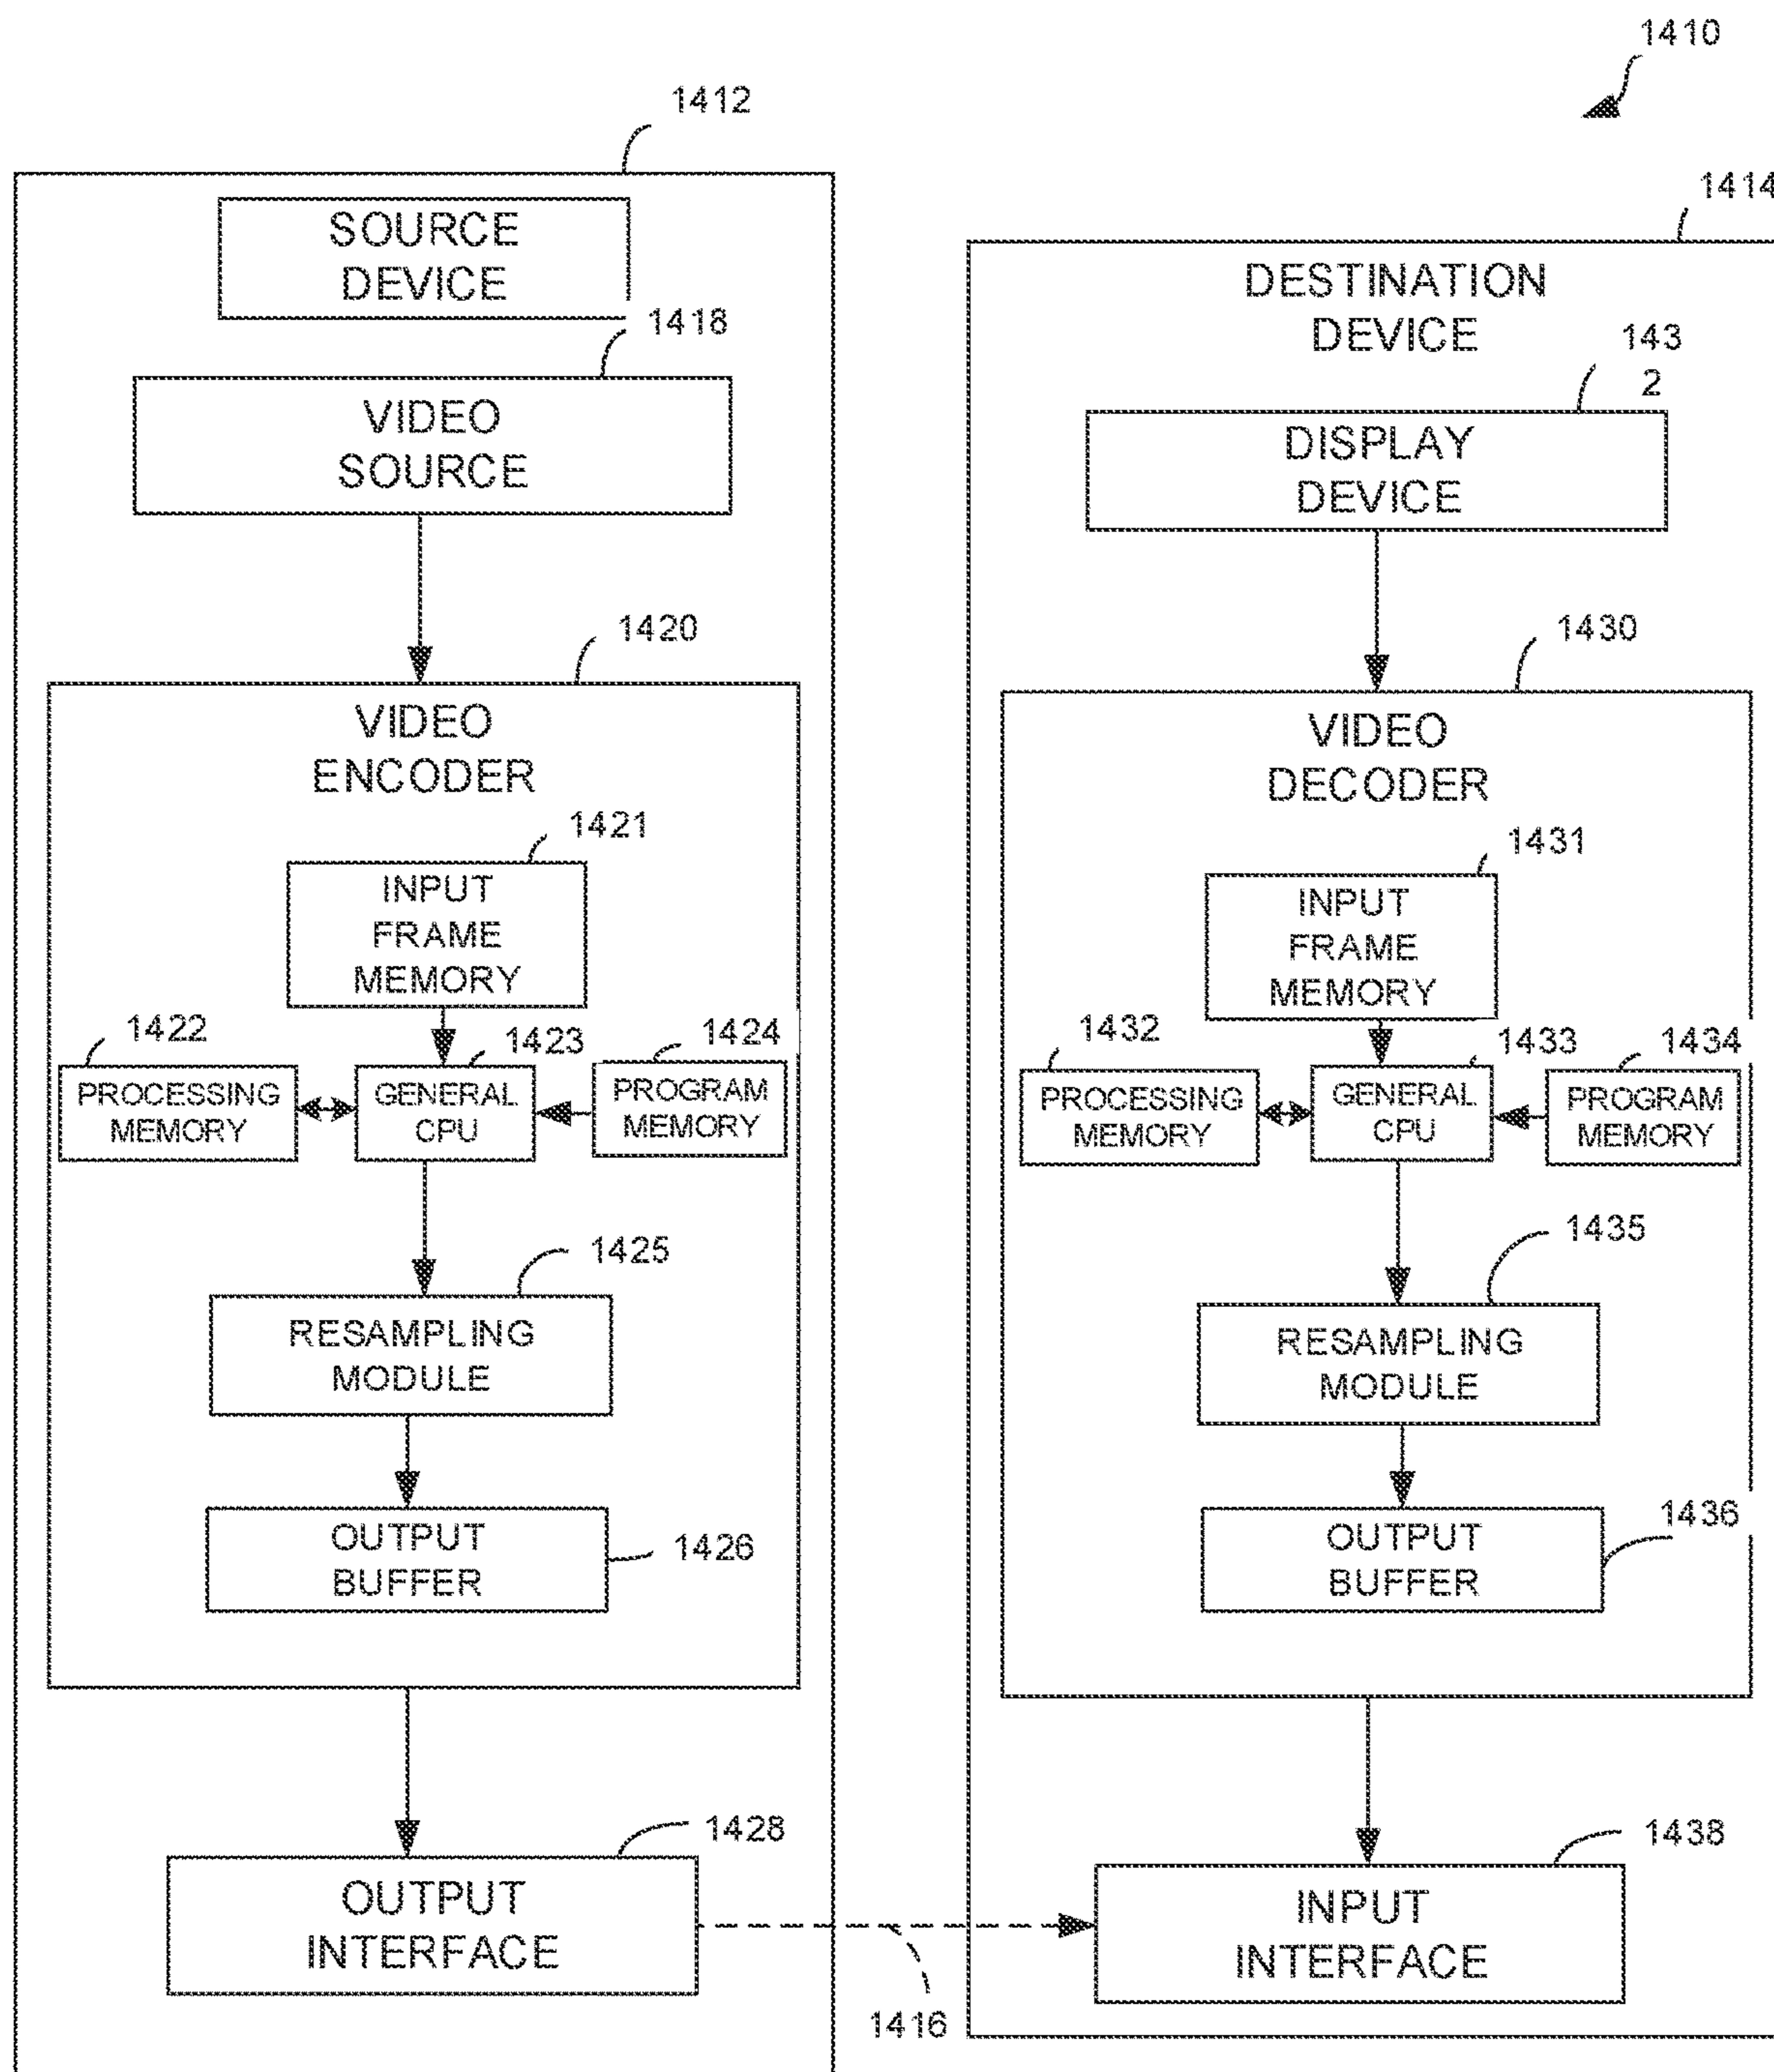 1410
1412
SOURCE
DEVICE
1418
VIDEO
SOURCE
1420
VIDEO
ENCODER
1421
INPUT
FRAME
MEMORY
1422
1423
1424
PROCESSING
MEMORY
GENERAL
CPU
PROGRAM
MEMORY
1425
RESAMPLING
MODULE
OUTPUT
BUFFER
1426
1428
OUTPUT
INTERFACE
1416
1414
DESTINATION
DEVICE
143
2
DISPLAY
DEVICE
1430
VIDEO
DECODER
1431
INPUT
FRAME
MEMORY
1432
1433
1434
PROCESSING
MEMORY
GENERAL
CPU
PROGRAM
MEMORY
1435
RESAMPLING
MODULE
1436
OUTPUT
BUFFER
1438
INPUT
INTERFACE